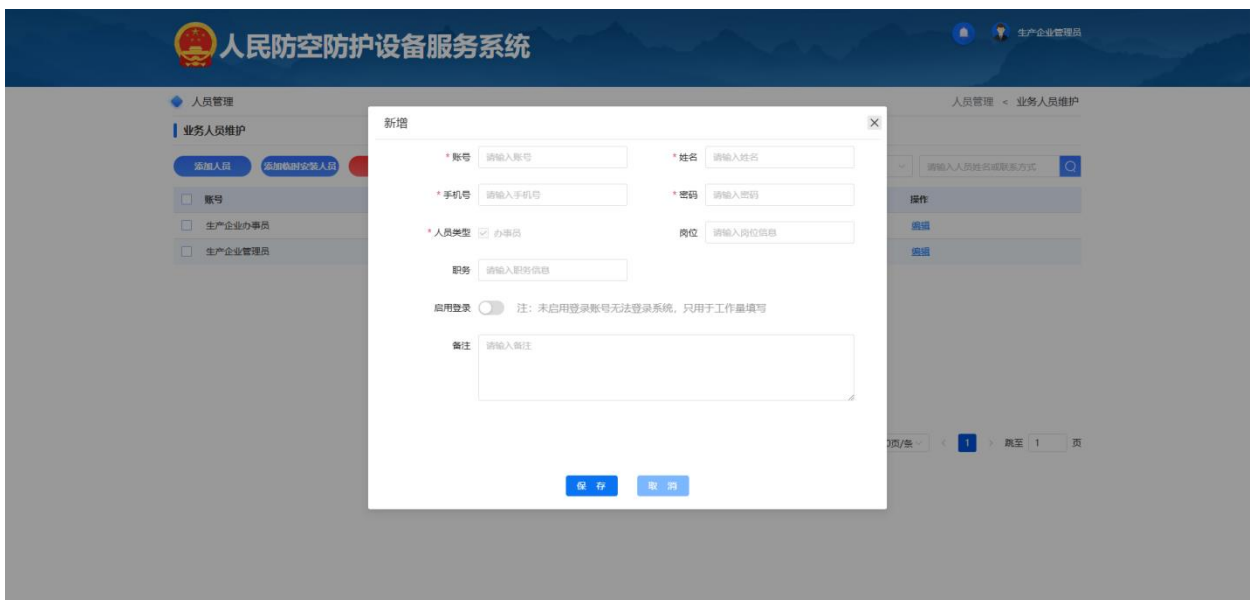 人民防空防护设备服务系统
生产企业管理员
人员管理
人员管理 < 业务人员维护
业务人员维护
新增
添加人员
添加临时安装人员
请输入人员姓名或联系方式
* 账号 请输入账号
* 姓名 请输入姓名
账号
操作
* 手机号 请输入手机号
* 密码 请输入密码
生产企业办事员
编辑
* 人员类型 办事员
岗位 请输入岗位信息
生产企业管理员
编辑
职务 请输入职务信息
启用登录 注：未启用登录账号无法登录系统，只用于工作量填写
备注 请输入备注
0页/条 < 1 > 跳至 1 页
保 存
取 消